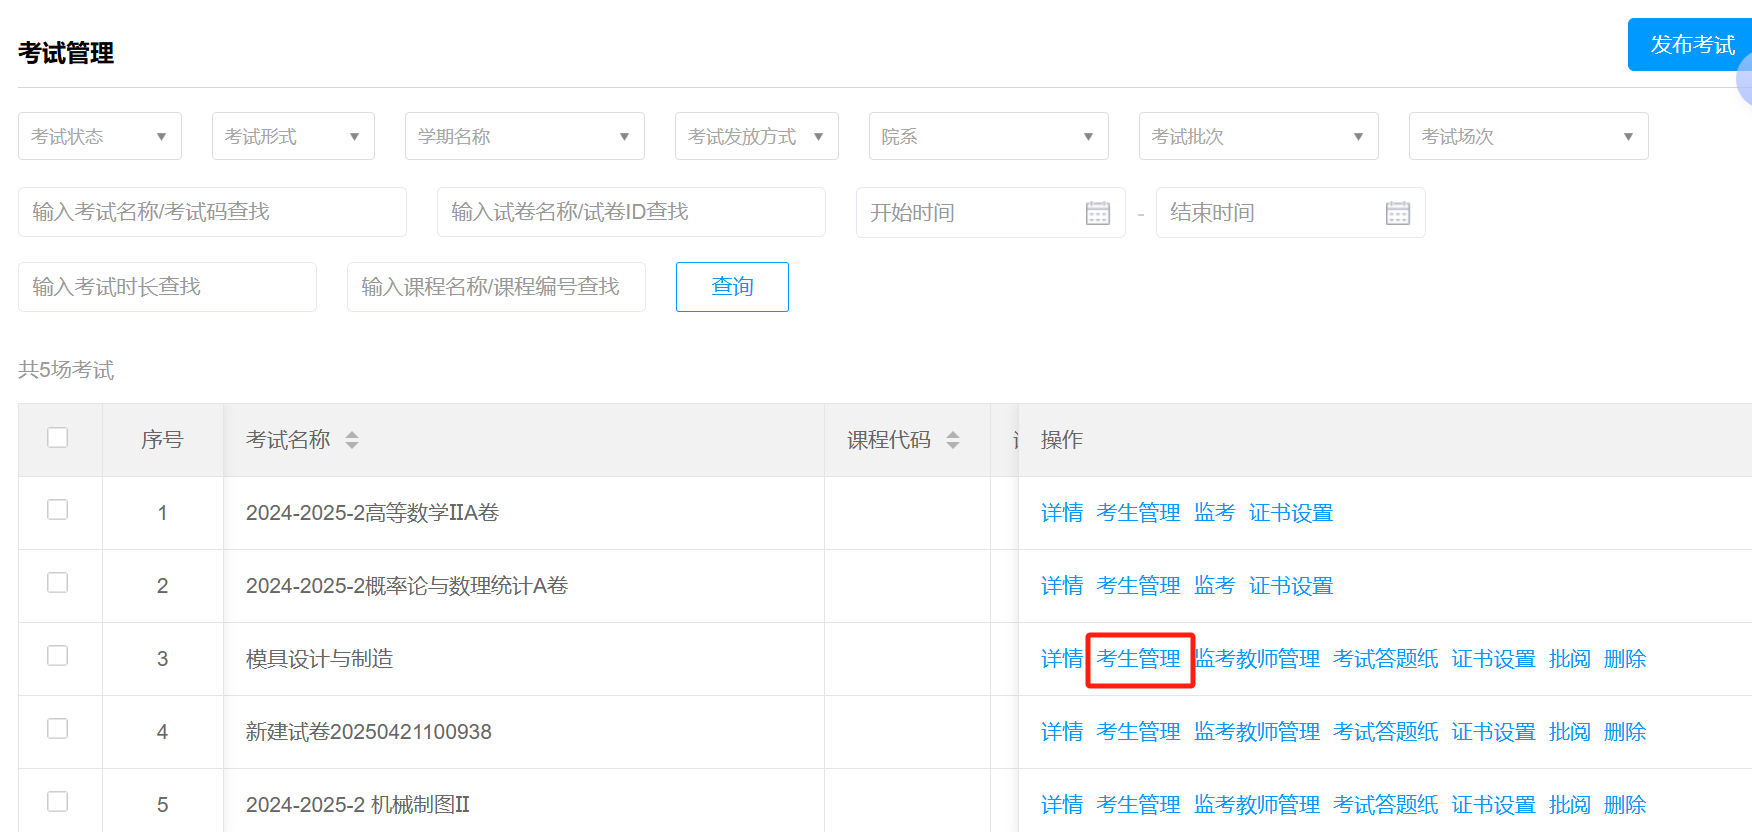 考试管理
发布考试
考试状态 考试形式 学期名称 考试发放方式 院系 考试批次 考试场次
输入考试名称/考试码查找 输入试卷名称/试卷ID查找 开始时间 - 结束时间
输入考试时长查找 输入课程名称/课程编号查找 查询
共5场考试
序号 考试名称 课程代码 操作
1 2024-2025-2高等数学IIA卷 详情 考生管理 监考 证书设置
2 2024-2025-2概率论与数理统计A卷 详情 考生管理 监考 证书设置
3 模具设计与制造 详情 考生管理 监考教师管理 考试答题纸 证书设置 批阅 删除
4 新建试卷20250421100938 详情 考生管理 监考教师管理 考试答题纸 证书设置 批阅 删除
5 2024-2025-2 机械制图II 详情 考生管理 监考教师管理 考试答题纸 证书设置 批阅 删除